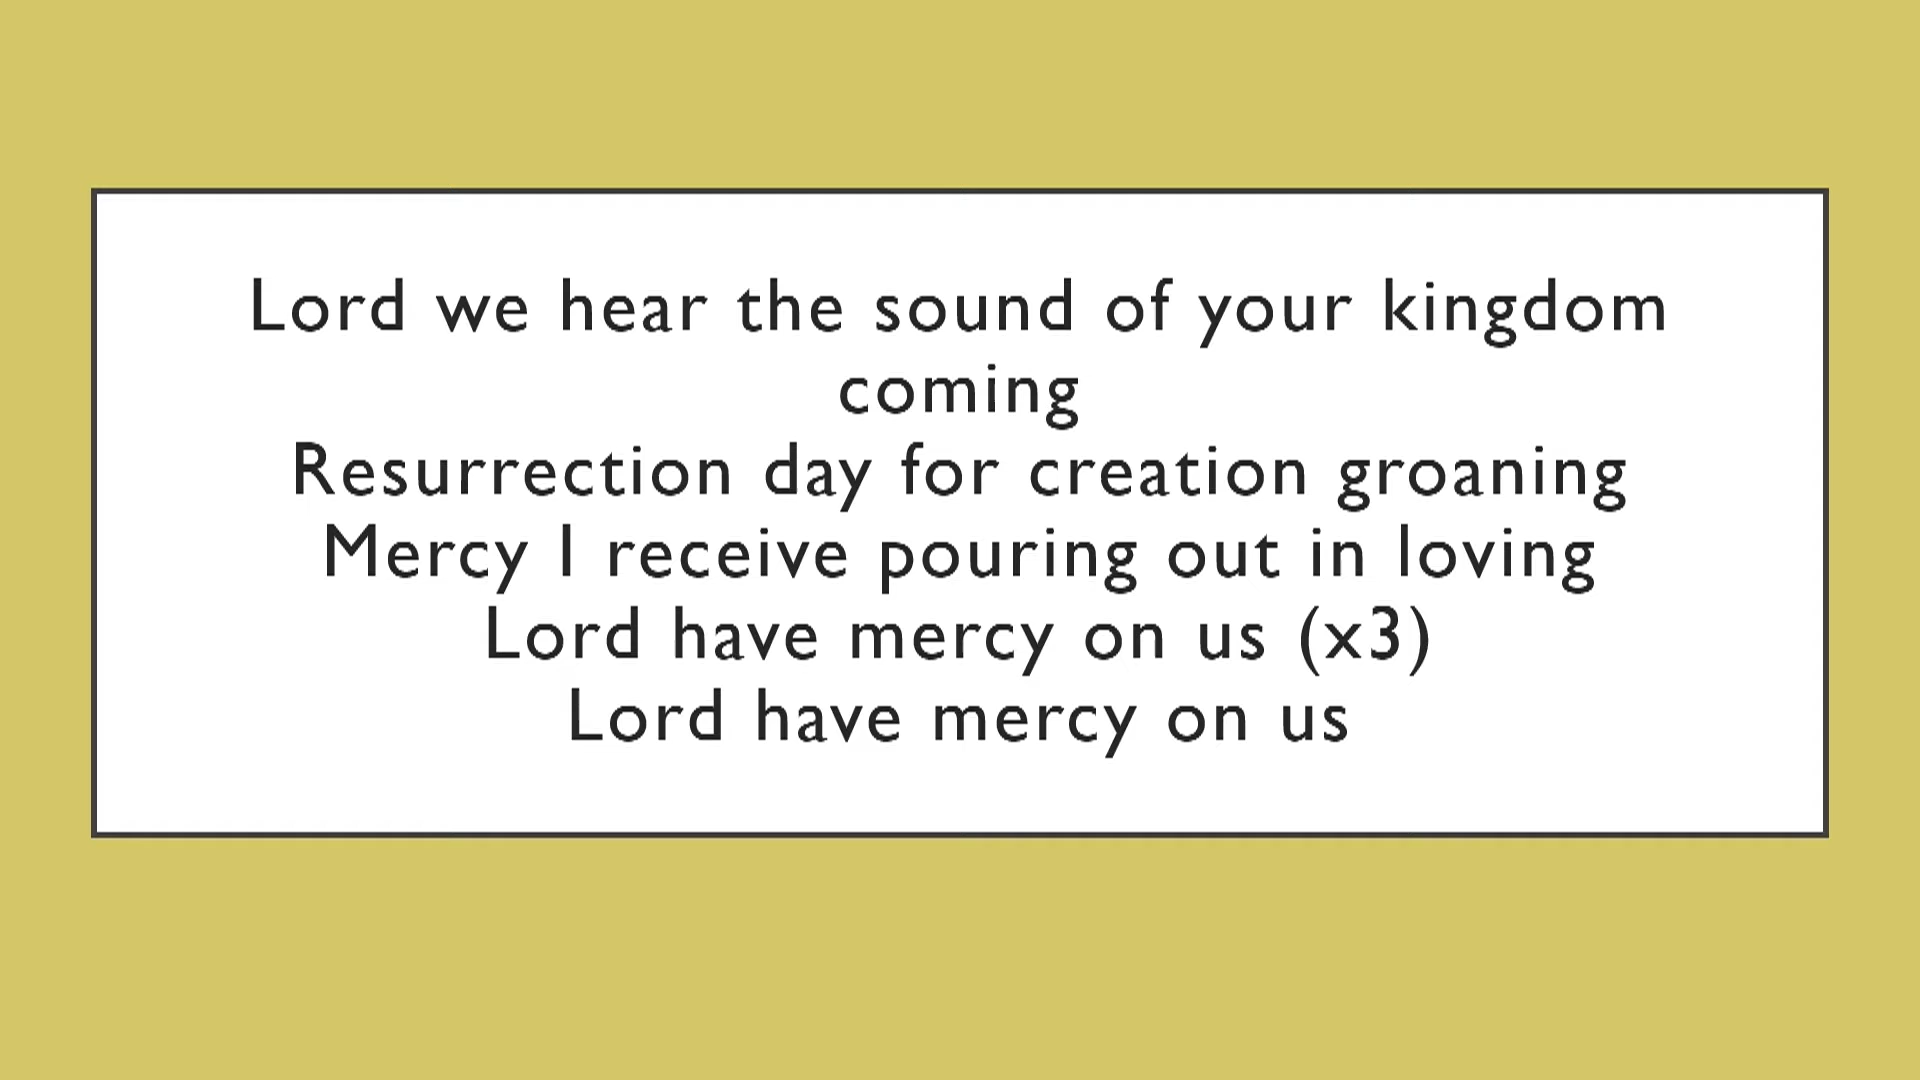 Lord we hear the sound of your kingdom
coming
Resurrection day for creation groaning
Mercy I receive pouring out in loving
Lord have mercy on us (x3)
Lord have mercy on us